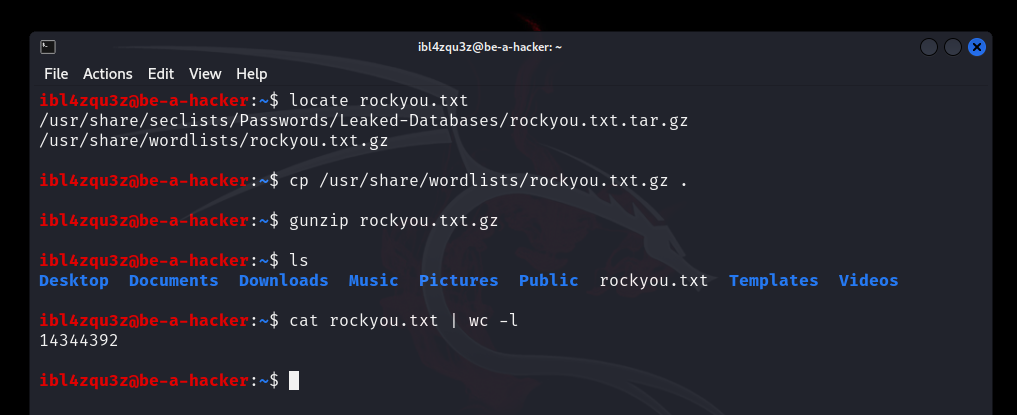 ibl4zqu3z@be-a-hacker: ~
File Actions Edit View Help
ibl4zqu3z@be-a-hacker:~$ locate rockyou.txt
/usr/share/seclists/Passwords/Leaked-Databases/rockyou.txt.tar.gz
/usr/share/wordlists/rockyou.txt.gz
ibl4zqu3z@be-a-hacker:~$ cp /usr/share/wordlists/rockyou.txt.gz .
ibl4zqu3z@be-a-hacker:~$ gunzip rockyou.txt.gz
ibl4zqu3z@be-a-hacker:~$ ls
Desktop Documents Downloads Music Pictures Public rockyou.txt Templates Videos
ibl4zqu3z@be-a-hacker:~$ cat rockyou.txt | wc -l
14344392
ibl4zqu3z@be-a-hacker:~$